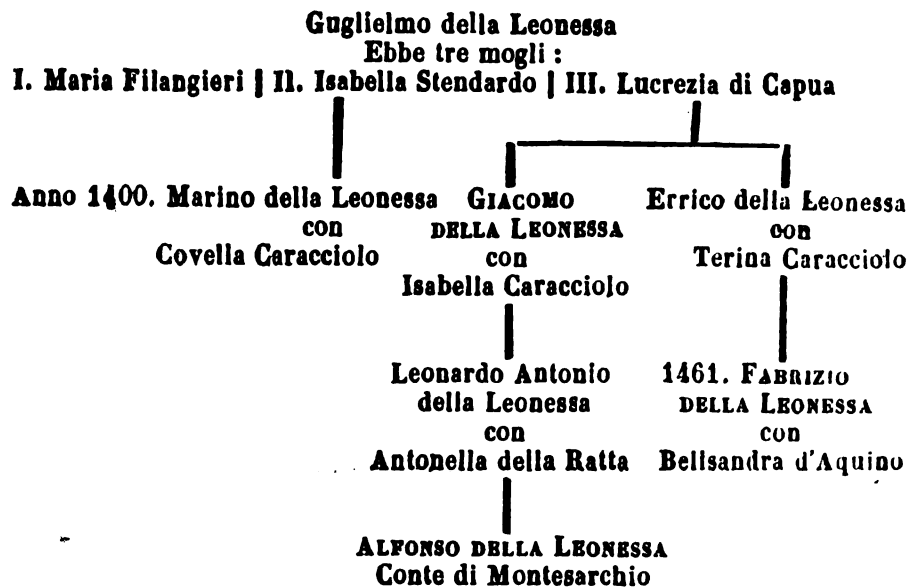 Guglielmo della Leonessa
Ebbe tre mogli :
I. Maria Filangieri | II. Isabella Stendardo | III. Lucrezia di Capua
Anno 1400. Marino della Leonessa
con
Covella Caracciolo
GIACOMO
DELLA LEONESSA
con
Isabella Caracciolo
Errico della Leonessa
con
Terina Caracciolo
Leonardo Antonio
della Leonessa
con
Antonella della Ratta
1461. FABRIZIO
DELLA LEONESSA
con
Bellsandra d'Aquino
ALFONSO DELLA LEONESSA
Conte di Montesarchio